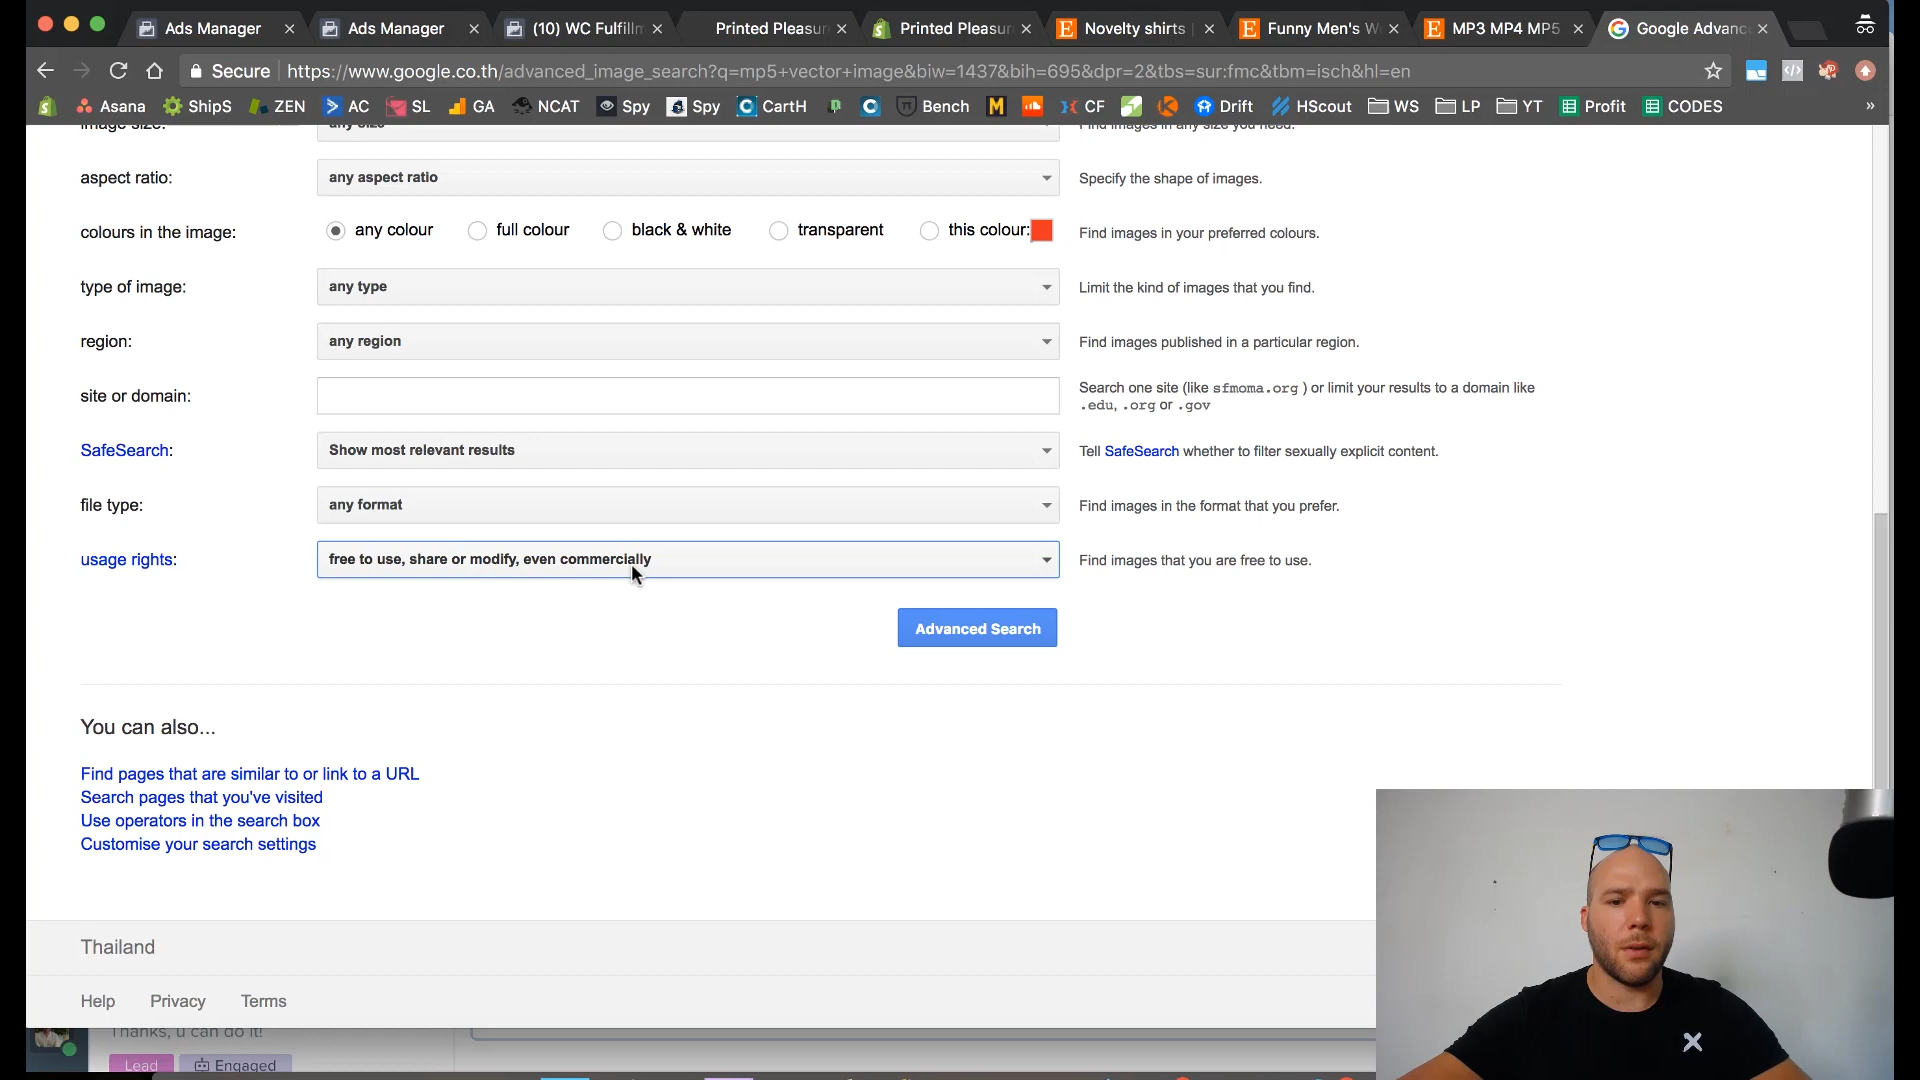 Ads Manager
Ads Manager
(10) WC Fulfillm
Printed Pleasur
Printed Pleasur
Novelty shirts |
Funny Men's W
MP3 MP4 MP5
Google Advanc
Secure https://www.google.co.th/advanced_image_search?q=mp5+vector+image&biw=1437&bih=695&dpr=2&tbs=sur:fmc&tbm=isch&hl=en
Asana ShipS ZEN AC SL GA NCAT Spy Spy CartH Bench CF Drift HScout WS LP YT Profit CODES »
image size: any size Find images in any size you need.
aspect ratio: any aspect ratio Specify the shape of images.
colours in the image: any colour full colour black & white transparent this colour: Find images in your preferred colours.
type of image: any type Limit the kind of images that you find.
region: any region Find images published in a particular region.
site or domain: Search one site (like sfmoma.org ) or limit your results to a domain like
.edu, .org or .gov
SafeSearch: Show most relevant results Tell SafeSearch whether to filter sexually explicit content.
file type: any format Find images in the format that you prefer.
usage rights: free to use, share or modify, even commercially Find images that you are free to use.
Advanced Search
You can also...
Find pages that are similar to or link to a URL
Search pages that you've visited
Use operators in the search box
Customise your search settings
Thailand
Help Privacy Terms
Thanks, u can do it!
Lead Engaged